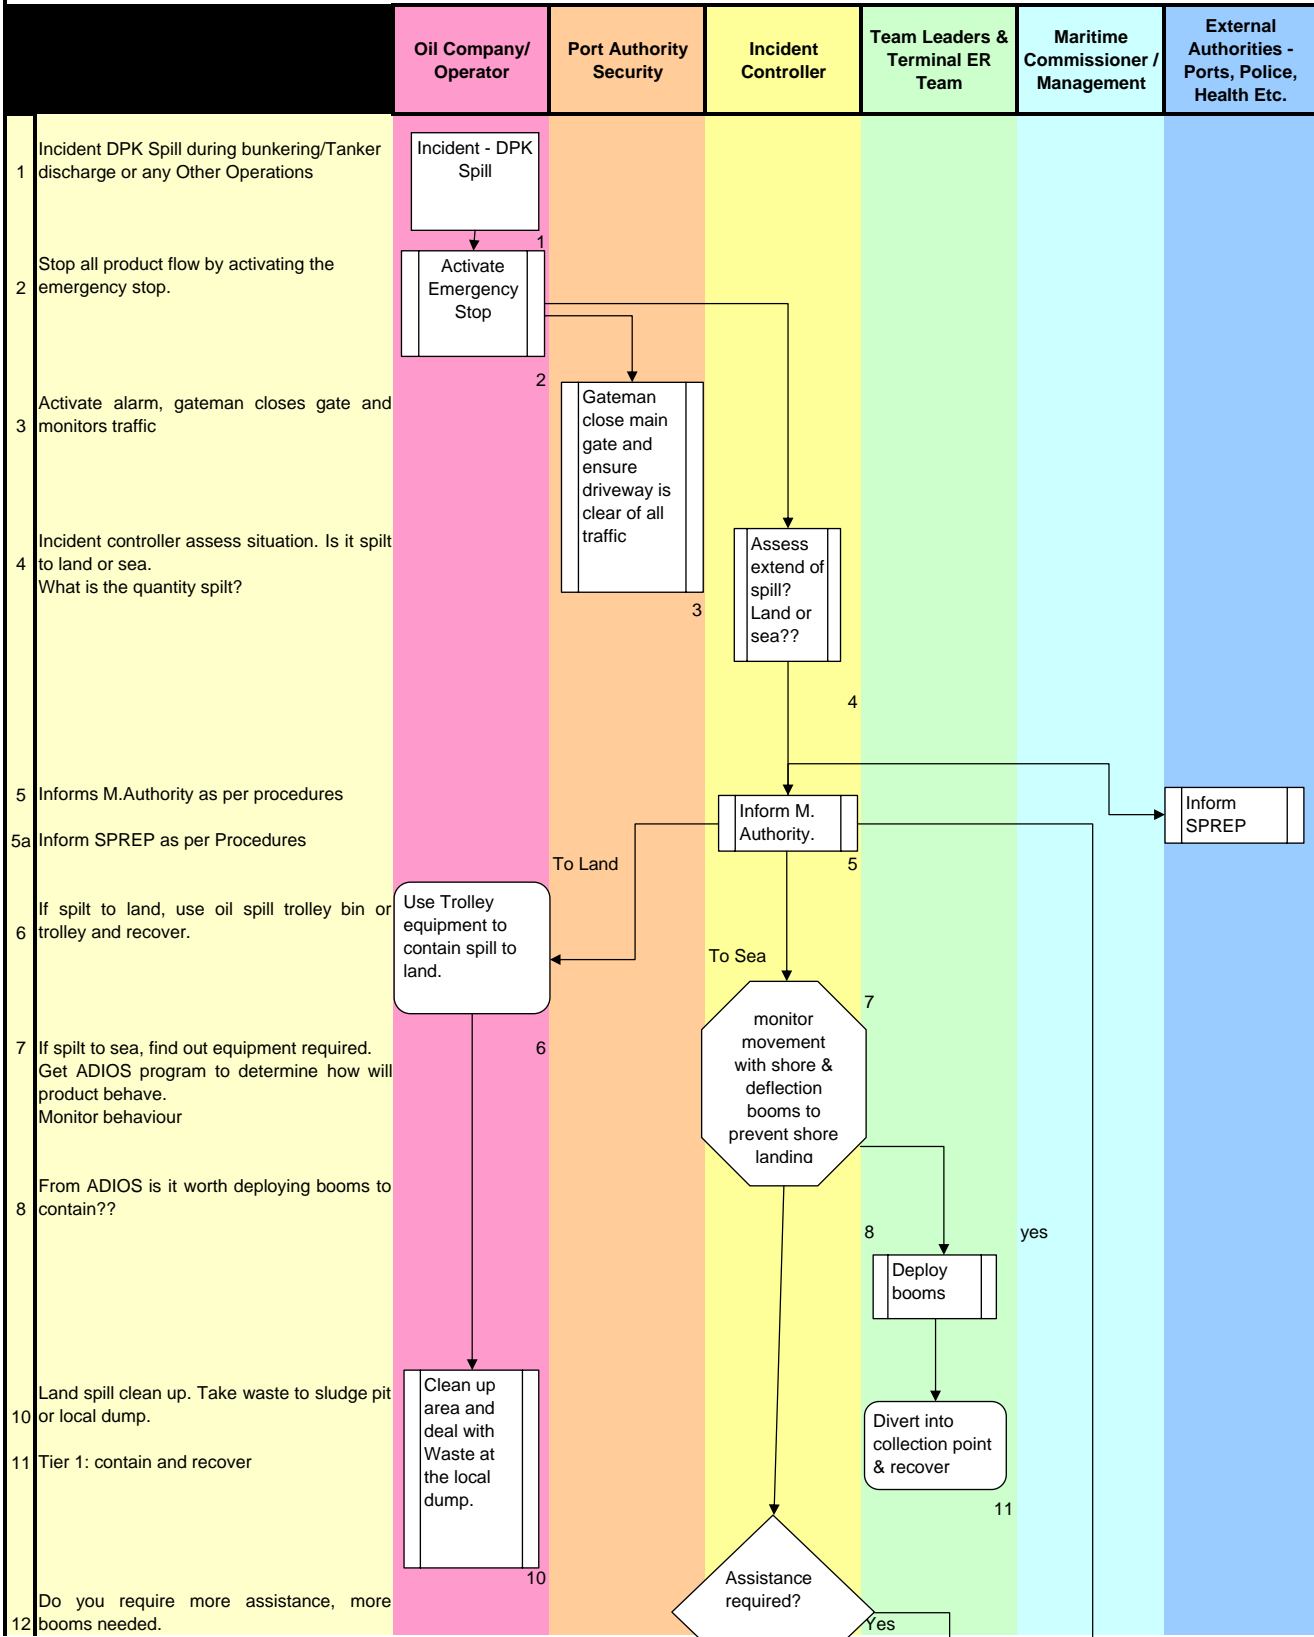 Oil Company/
Operator
Port Authority
Security
Incident
Controller
Team Leaders &
Terminal ER
Team
Maritime
Commissioner /
Management
External
Authorities -
Ports, Police,
Health Etc.
1
Incident DPK Spill during bunkering/Tanker
discharge or any Other Operations
Incident - DPK
Spill
1
2
Stop all product flow by activating the
emergency stop.
Activate
Emergency
Stop
2
3
Activate alarm, gateman closes gate and
monitors traffic
Gateman
close main
gate and
ensure
driveway is
clear of all
traffic
3
4
Incident controller assess situation. Is it spilt
to land or sea.
What is the quantity spilt?
Assess
extend of
spill?
Land or
sea??
4
5
Informs M.Authority as per procedures
Inform M.
Authority.
5
Inform
SPREP
5a
Inform SPREP as per Procedures
To Land
6
If spilt to land, use oil spill trolley bin or
trolley and recover.
Use Trolley
equipment to
contain spill to
land.
6
To Sea
7
If spilt to sea, find out equipment required.
Get ADIOS program to determine how will
product behave.
Monitor behaviour
7
monitor
movement
with shore &
deflection
booms to
prevent shore
landing
8
From ADIOS is it worth deploying booms to
contain??
8
yes
Deploy
booms
10
Land spill clean up. Take waste to sludge pit
or local dump.
Clean up
area and
deal with
Waste at
the local
dump.
10
11
Tier 1: contain and recover
Divert into
collection point
& recover
11
12
Do you require more assistance, more
booms needed.
Assistance
required?
Yes